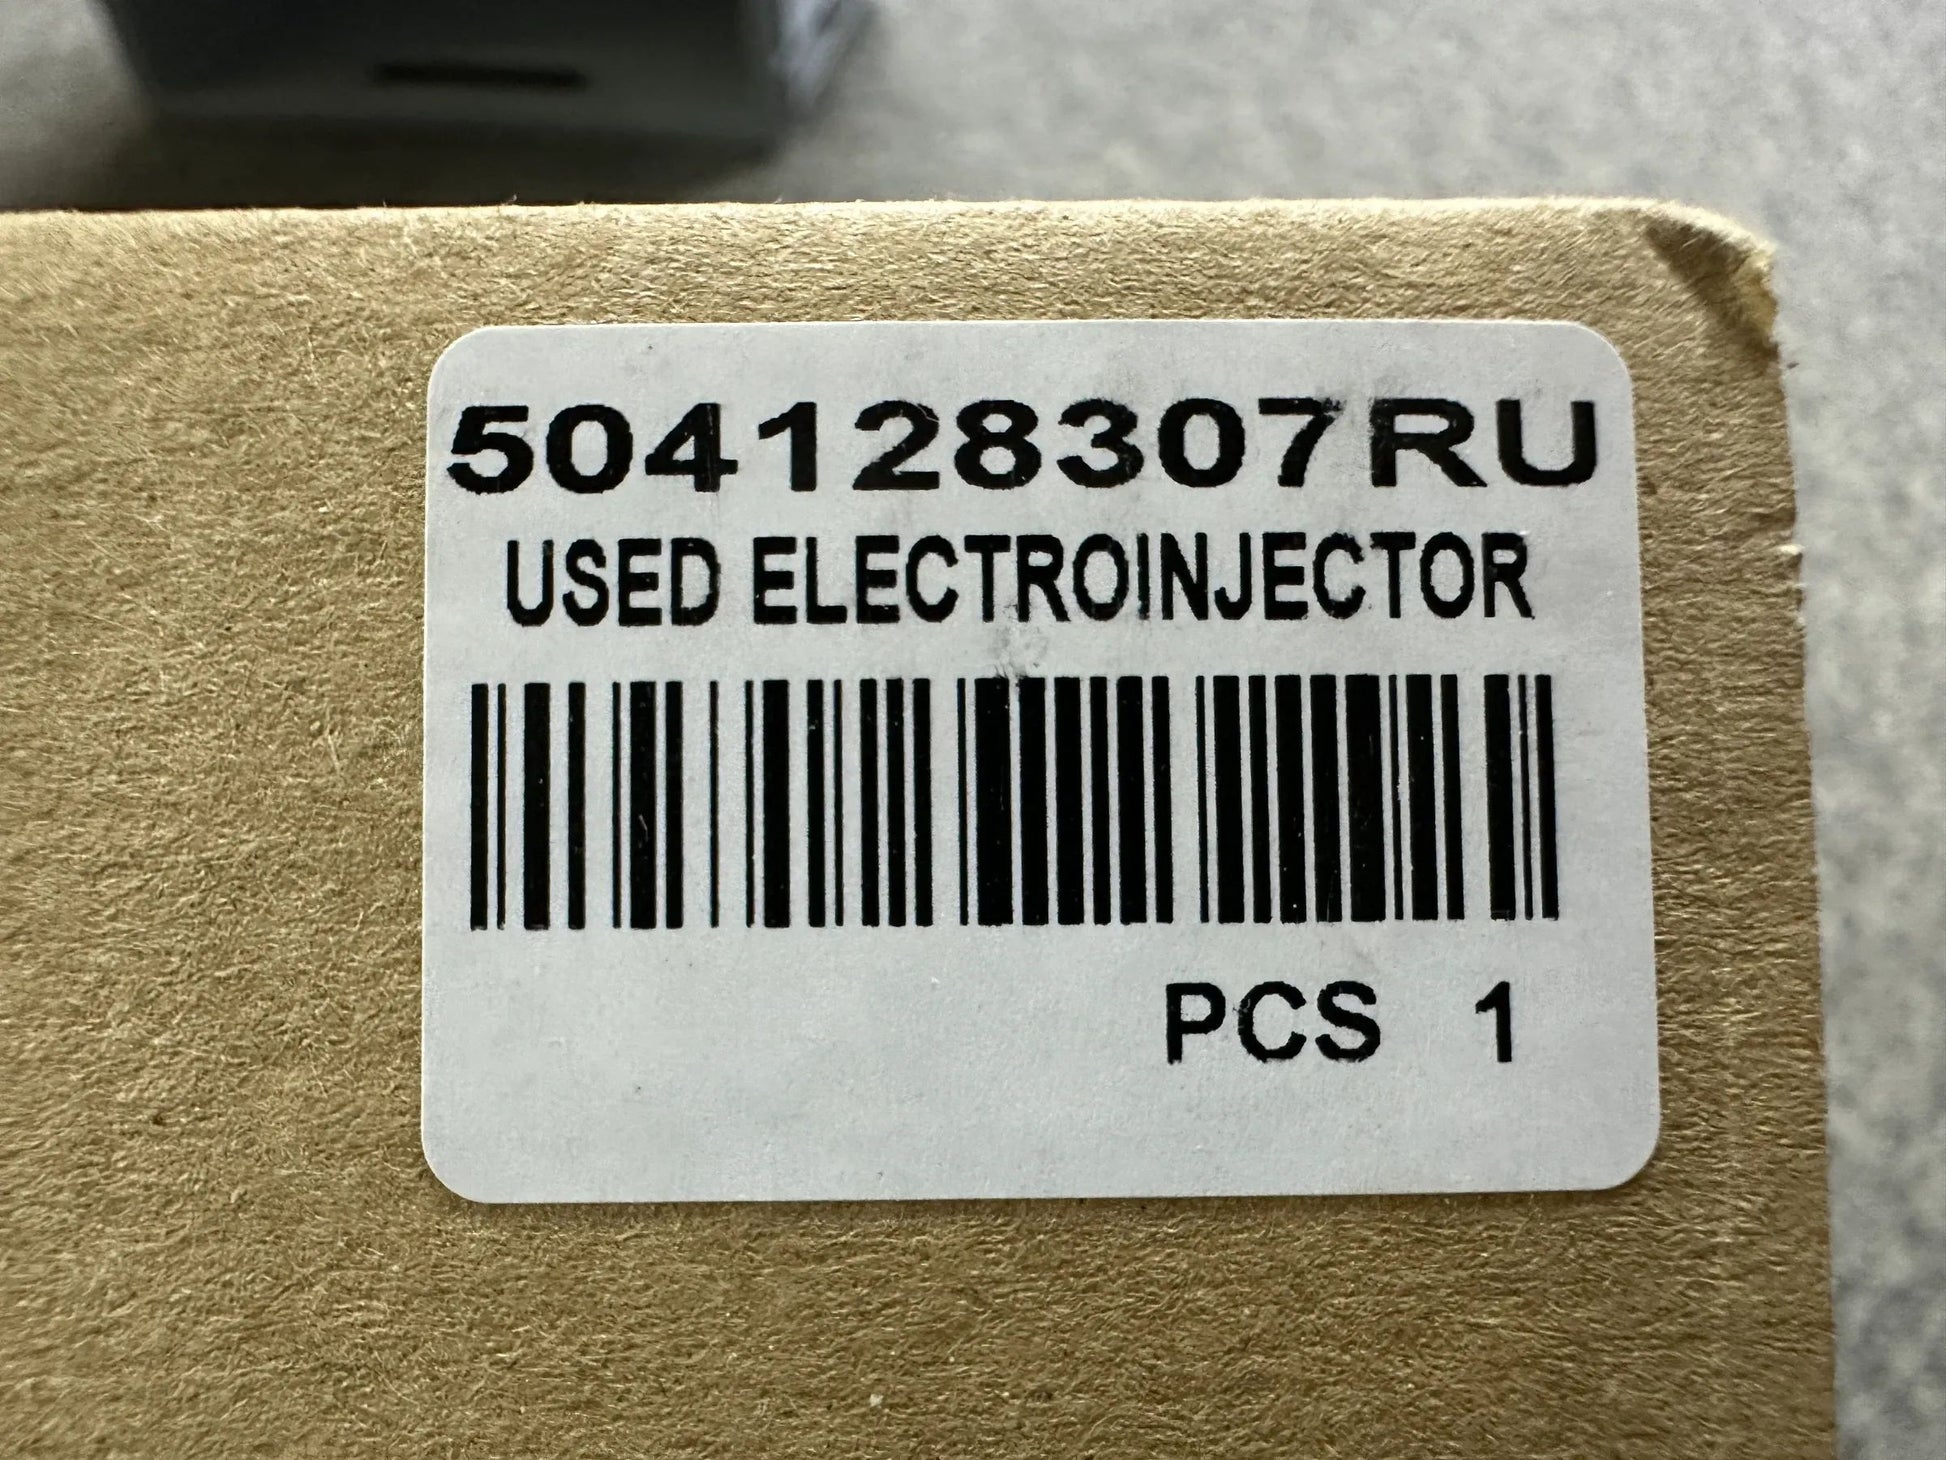 504128307RU
USED ELECTROINJECTOR
PCS 1